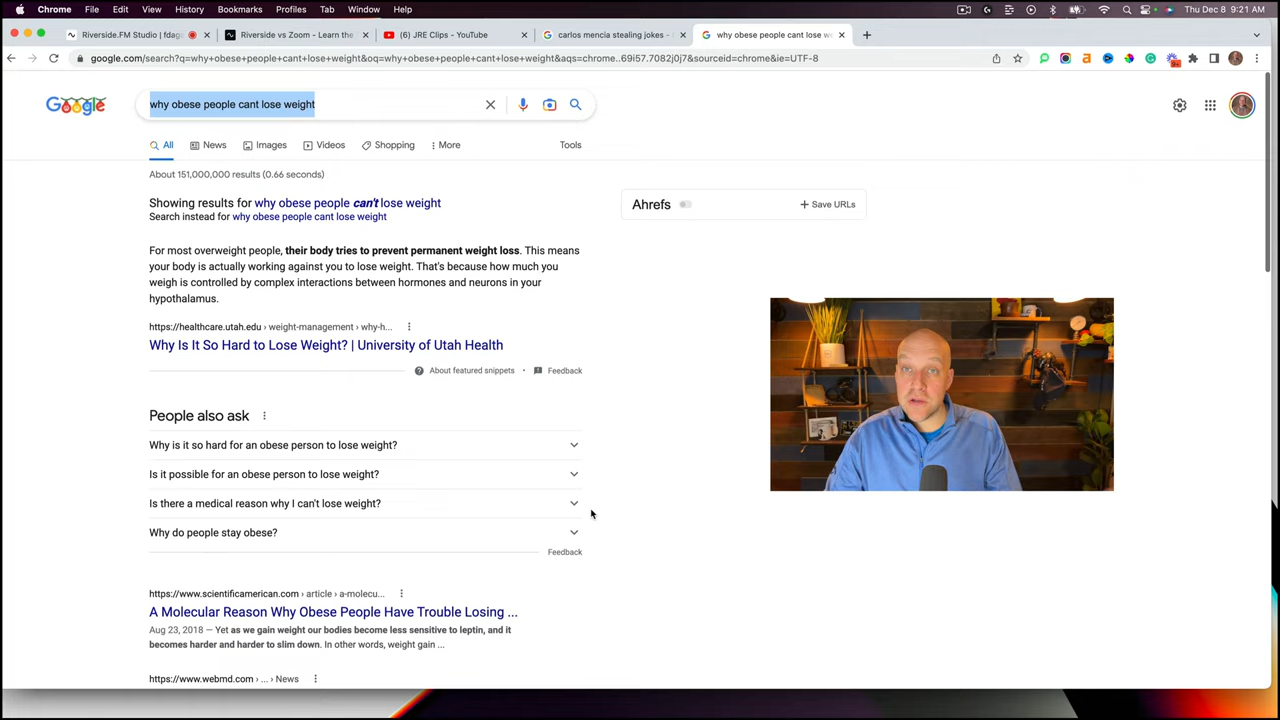 Chrome File Edit View History Bookmarks Profiles Tab Window Help Thu Dec 8 9:21 AM
Riverside.FM Studio | fdag Riverside vs Zoom - Learn the (60) JRE Clips - YouTube carlos mencia stealing jokes - why obese people cant lose we
google.com/search?q=why+obese+people+cant+lose+weight&oq=why+obese+people+cant+lose+weight&aqs=chrome..69i57.7082j0j7&sourceid=chrome&ie=UTF-8
Google why obese people cant lose weight
All News Images Videos Shopping More Tools
About 151,000,000 results (0.66 seconds)
Showing results for why obese people can't lose weight
Search instead for why obese people cant lose weight
Ahrefs + Save URLs
For most overweight people, their body tries to prevent permanent weight loss. This means
your body is actually working against you to lose weight. That's because how much you
weigh is controlled by complex interactions between hormones and neurons in your
hypothalamus.
https://healthcare.utah.edu › weight-management › why-h...
Why Is It So Hard to Lose Weight? | University of Utah Health
About featured snippets • Feedback
People also ask
Why is it so hard for an obese person to lose weight?
Is it possible for an obese person to lose weight?
Is there a medical reason why I can't lose weight?
Why do people stay obese?
Feedback
https://www.scientificamerican.com › article › a-molecu...
A Molecular Reason Why Obese People Have Trouble Losing ...
Aug 23, 2018 — Yet as we gain weight our bodies become less sensitive to leptin, and it
becomes harder and harder to slim down. In other words, weight gain ...
https://www.webmd.com › ... › News